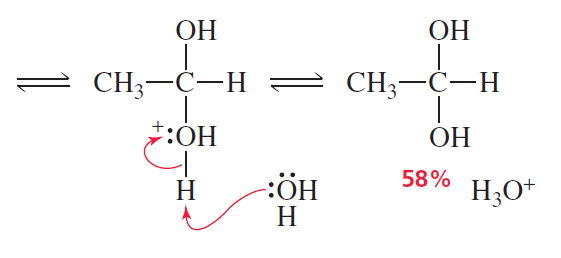 OH OH
⇌ CH₃—C—H ⇌ CH₃—C—H
⁺:OH OH
H :ÖH 58% H₃O⁺
H